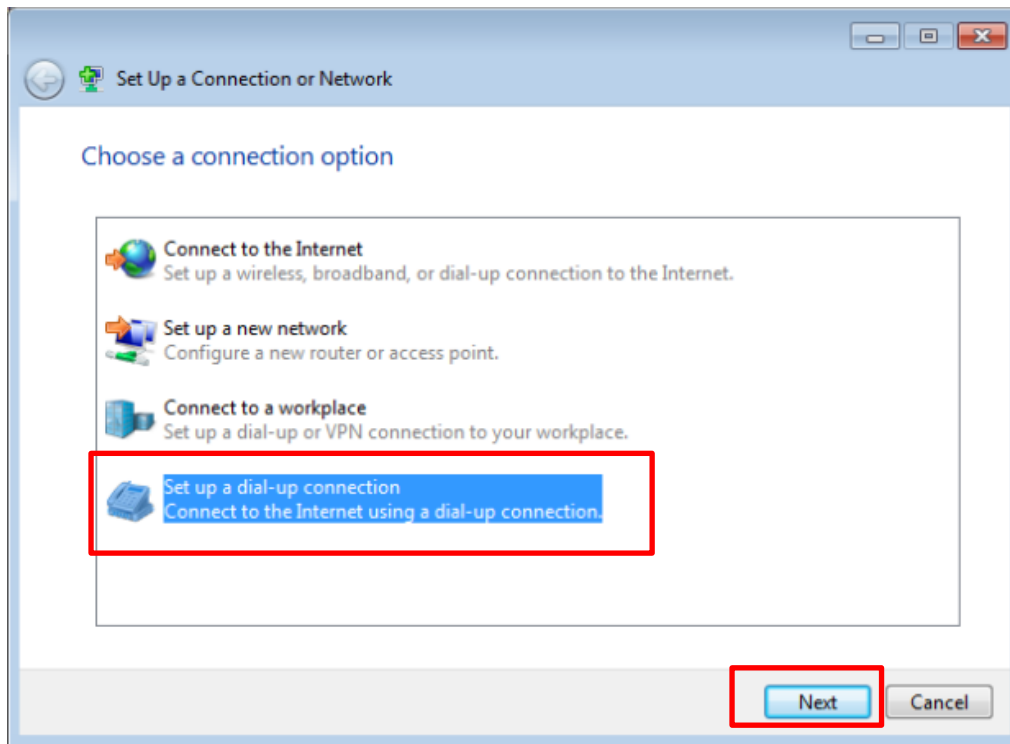 Set Up a Connection or Network
Choose a connection option
Connect to the Internet
Set up a wireless, broadband, or dial-up connection to the Internet.
Set up a new network
Configure a new router or access point.
Connect to a workplace
Set up a dial-up or VPN connection to your workplace.
Set up a dial-up connection
Connect to the Internet using a dial-up connection.
Next
Cancel